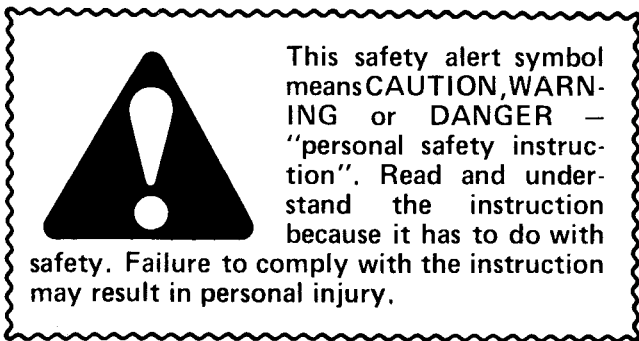 This safety alert symbol
means CAUTION, WARN-
ING or DANGER —
"personal safety instruc-
tion". Read and under-
stand the instruction
because it has to do with
safety. Failure to comply with the instruction
may result in personal injury.